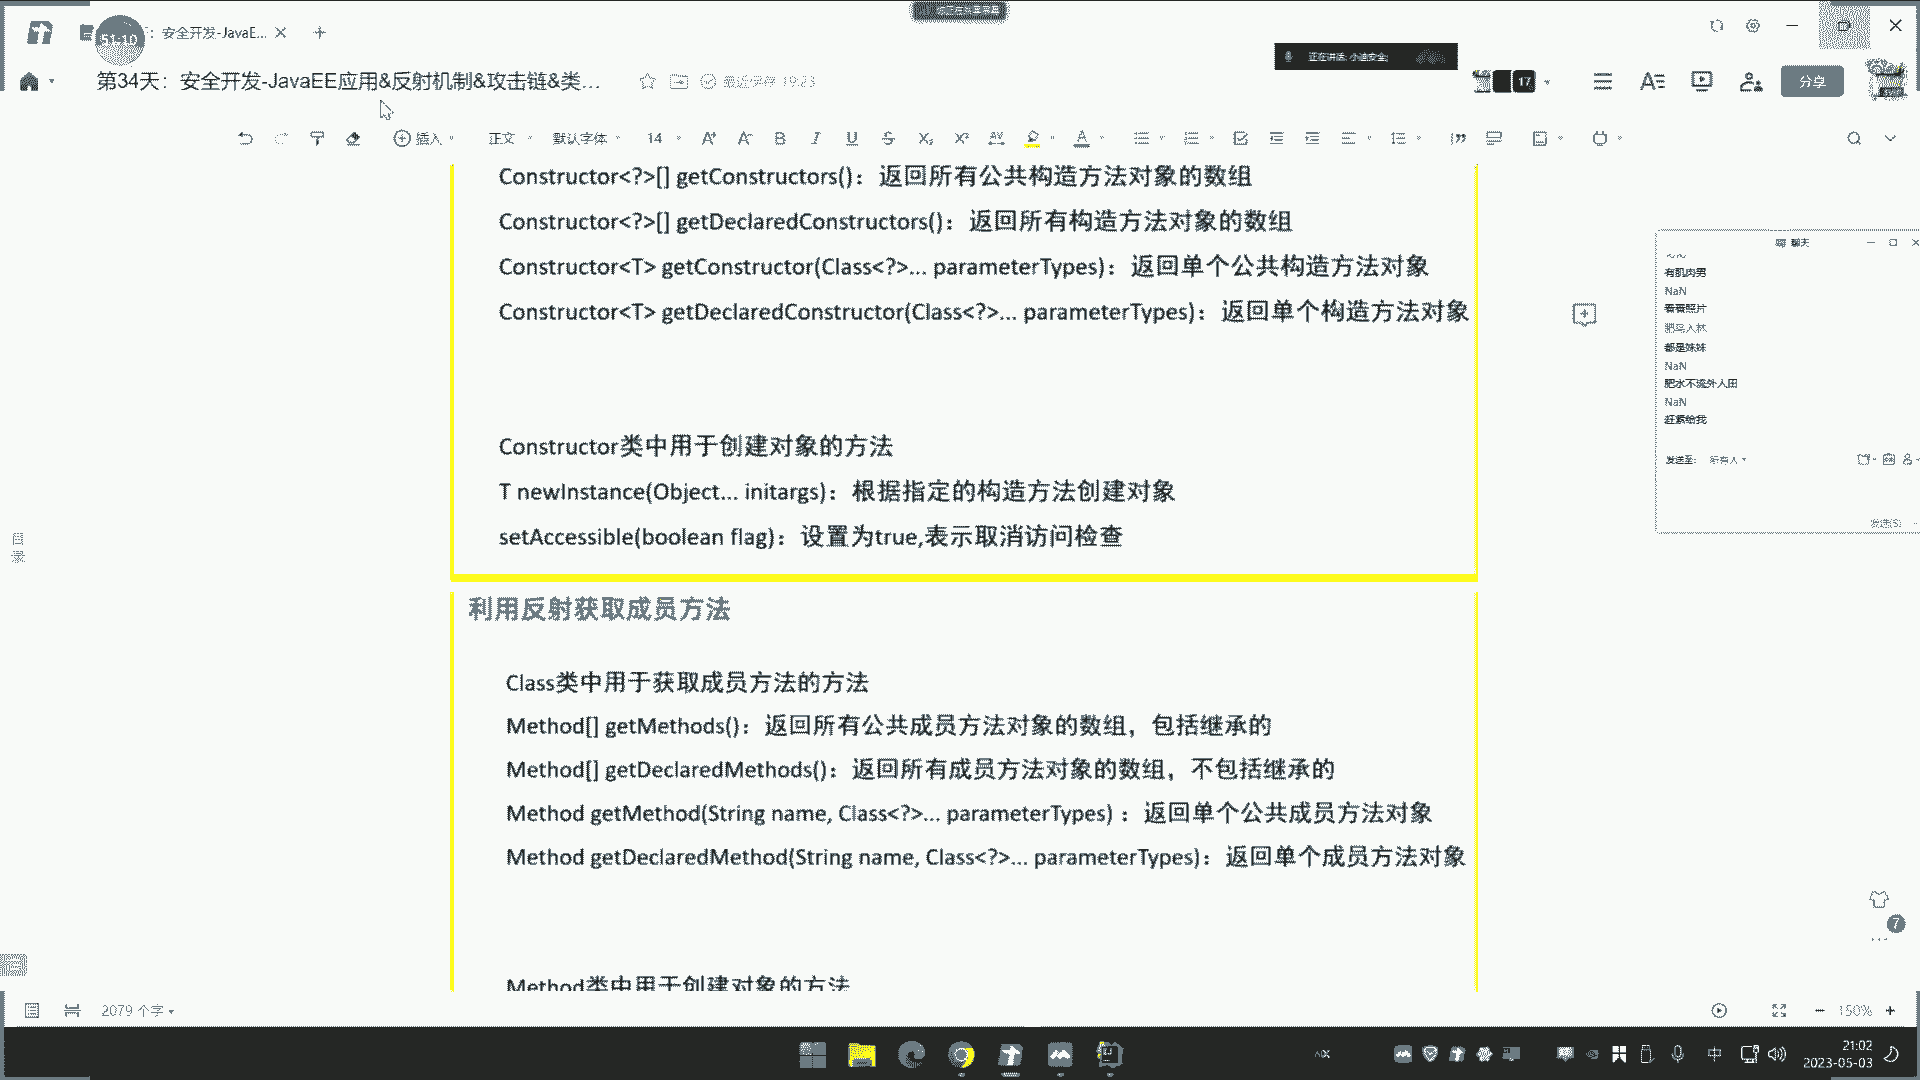 51:10
安全开发-JavaE...
正在讲话: 小迪安全;
第34天：安全开发-JavaEE应用&反射机制&攻击链&类...
最近保存 19:23
17
分享
插入
正文
默认字体
14
Constructor<?>[] getConstructors()：返回所有公共构造方法对象的数组
Constructor<?>[] getDeclaredConstructors()：返回所有构造方法对象的数组
Constructor<T> getConstructor(Class<?>... parameterTypes)：返回单个公共构造方法对象
Constructor<T> getDeclaredConstructor(Class<?>... parameterTypes)：返回单个构造方法对象
Constructor类中用于创建对象的方法
T newInstance(Object... initargs)：根据指定的构造方法创建对象
setAccessible(boolean flag)：设置为true,表示取消访问检查
利用反射获取成员方法
Class类中用于获取成员方法的方法
Method[] getMethods()：返回所有公共成员方法对象的数组，包括继承的
Method[] getDeclaredMethods()：返回所有成员方法对象的数组，不包括继承的
Method getMethod(String name, Class<?>... parameterTypes) ：返回单个公共成员方法对象
Method getDeclaredMethod(String name, Class<?>... parameterTypes)：返回单个成员方法对象
Method类中用于创建对象的方法
聊天
有肌肉男
NaN
看看照片
肥鸟入林
都是妹妹
NaN
肥水不流外人田
NaN
赶紧给我
发送至: 所有人
发送(S)
目录
7
2079 个字
150%
中
21:02
2023-05-03